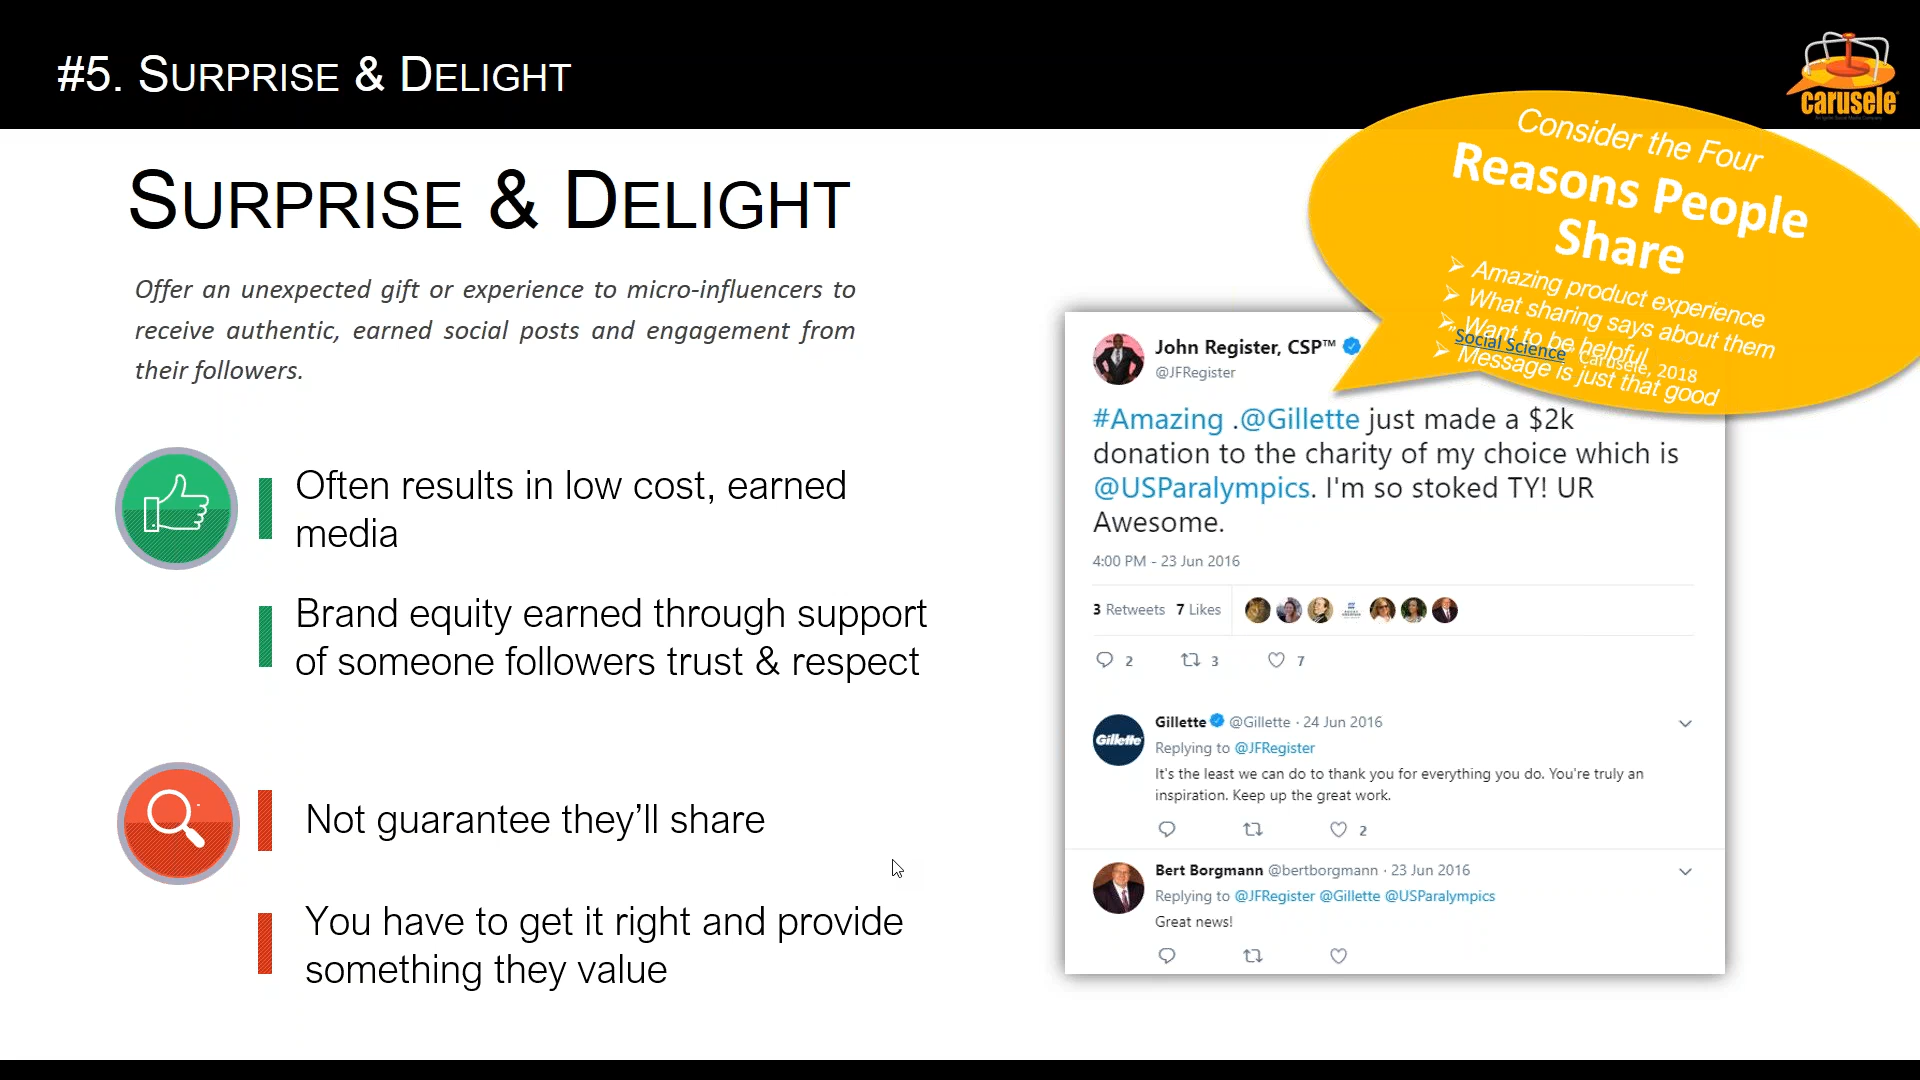 #5. SURPRISE & DELIGHT
carusele
SURPRISE & DELIGHT
Offer an unexpected gift or experience to micro-influencers to
receive authentic, earned social posts and engagement from
their followers.
Often results in low cost, earned
media
Brand equity earned through support
of someone followers trust & respect
Not guarantee they’ll share
You have to get it right and provide
something they value
Consider the Four
Reasons People
Share
Amazing product experience
What sharing says about them
Want to be helpful
Message is just that good
"Social Science" Carusele, 2018
John Register, CSP™
@JFRegister
#Amazing .@Gillette just made a $2k
donation to the charity of my choice which is
@USParalympics. I'm so stoked TY! UR
Awesome.
4:00 PM - 23 Jun 2016
3 Retweets 7 Likes
2 3 7
Gillette @Gillette · 24 Jun 2016
Replying to @JFRegister
It's the least we can do to thank you for everything you do. You're truly an
inspiration. Keep up the great work.
Gillette
2
Bert Borgmann @bertborgmann · 23 Jun 2016
Replying to @JFRegister @Gillette @USParalympics
Great news!